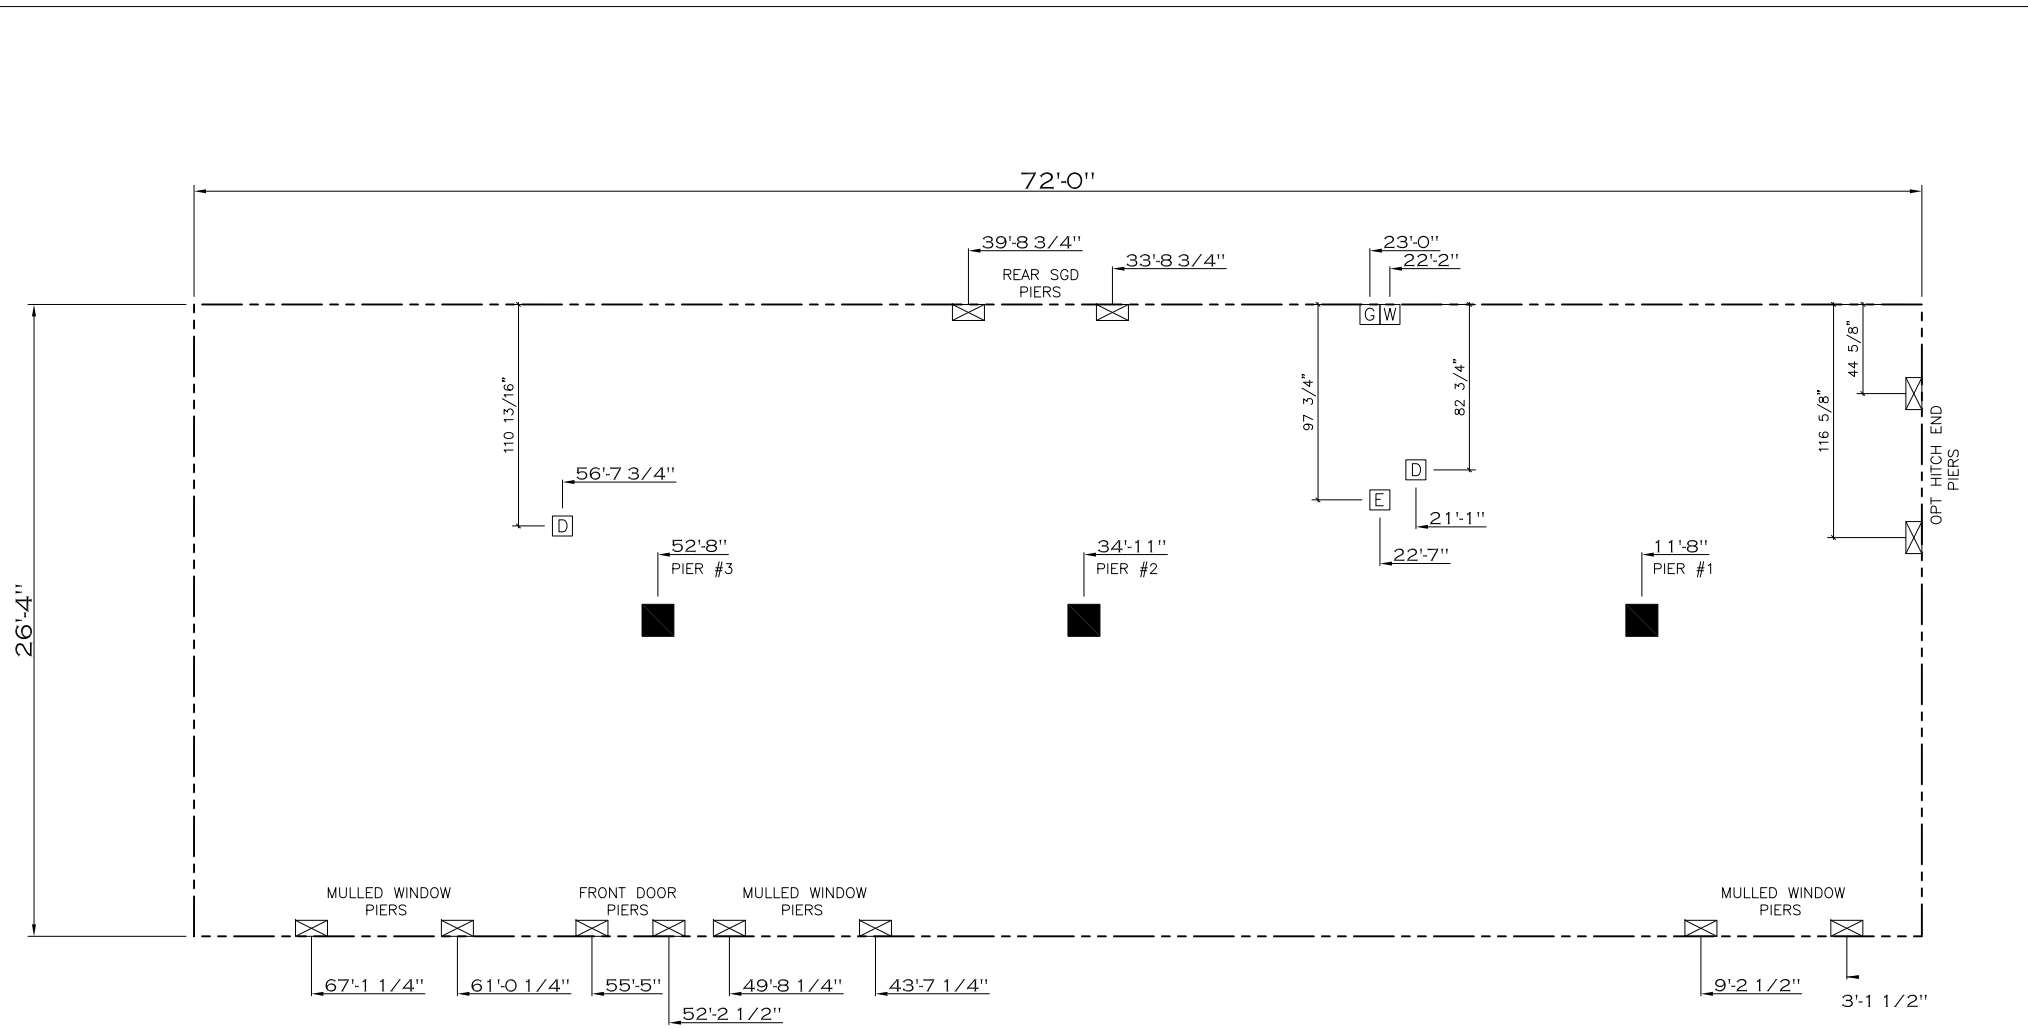 72'-0"
39'-8 3/4"
23'-0"
33'-8 3/4"
22'-2"
REAR SGD
PIERS
G W
44 5/8"
110 13/16"
97 3/4"
82 3/4"
116 5/8"
OPT HITCH END
PIERS
56'-7 3/4"
D
E
D
21'-1"
22'-7"
52'-8"
PIER #3
34'-11"
PIER #2
11'-8"
PIER #1
26'-4"
MULLED WINDOW
PIERS
FRONT DOOR
PIERS
MULLED WINDOW
PIERS
MULLED WINDOW
PIERS
67'-1 1/4"
61'-0 1/4"
55'-5"
49'-8 1/4"
43'-7 1/4"
9'-2 1/2"
3'-1 1/2"
52'-2 1/2"